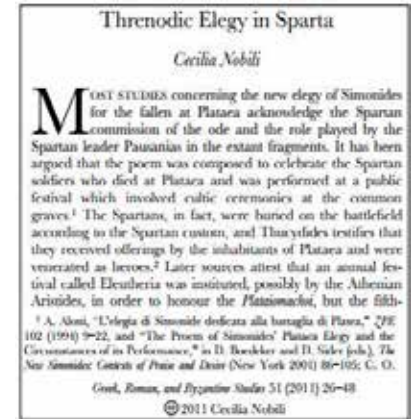 Threnodic Elegy in Sparta
Cecilia Nobili
MOST STUDIES concerning the new elegy of Simonides
for the fallen at Plataea acknowledge the Spartan
commission of the ode and the role played by the
Spartan leader Pausanias in the extant fragments. It has been
argued that the poem was composed to celebrate the Spartan
soldiers who died at Plataea and was performed at a public
festival which involved cultic ceremonies at the common
graves.¹ The Spartans, in fact, were buried on the battlefield
according to the Spartan custom, and Thucydides testifies that
they received offerings by the inhabitants of Plataea and were
venerated as heroes.² Later sources attest that an annual fes-
tival called Eleutheria was instituted, possibly by the Athenian
Aristides, in order to honour the Plataiomachoi, but the fifth-
¹ A. Aloni, “L'elegia di Simonide dedicata alla battaglia di Platea,” ZPE
102 (1994) 9–22, and “The Proem of Simonides' Plataea Elegy and the
Circumstances of its Performance,” in D. Boedeker and D. Sider (eds.), The
New Simonides: Contexts of Praise and Desire (New York 2001) 86–105; C. O.
Greek, Roman, and Byzantine Studies 51 (2011) 26–48
© 2011 Cecilia Nobili